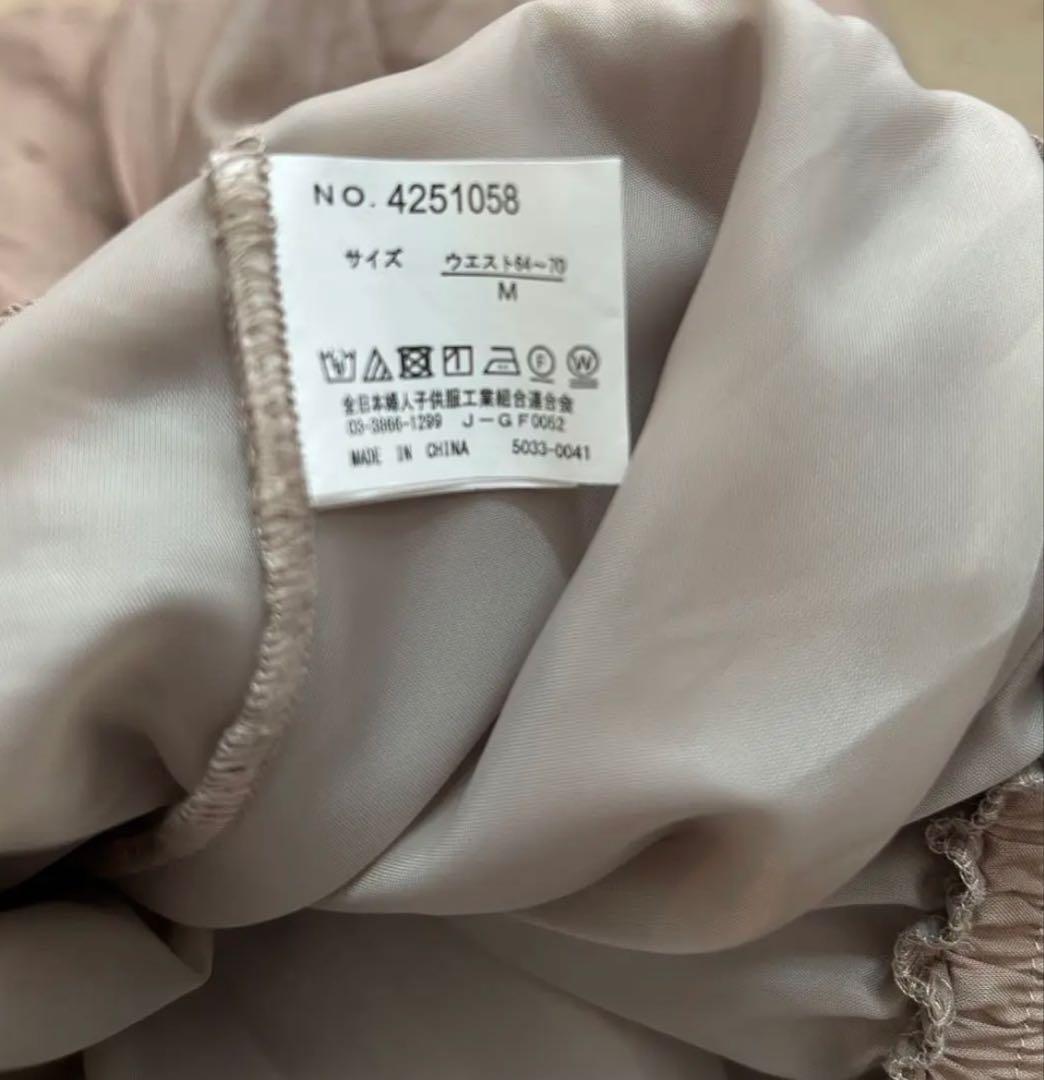 NO. 4251058
サイズ ウエスト64〜70
M
F W
全日本婦人子供服工業組合連合会
03-3866-1299 J-GF0052
MADE IN CHINA 5033-0041